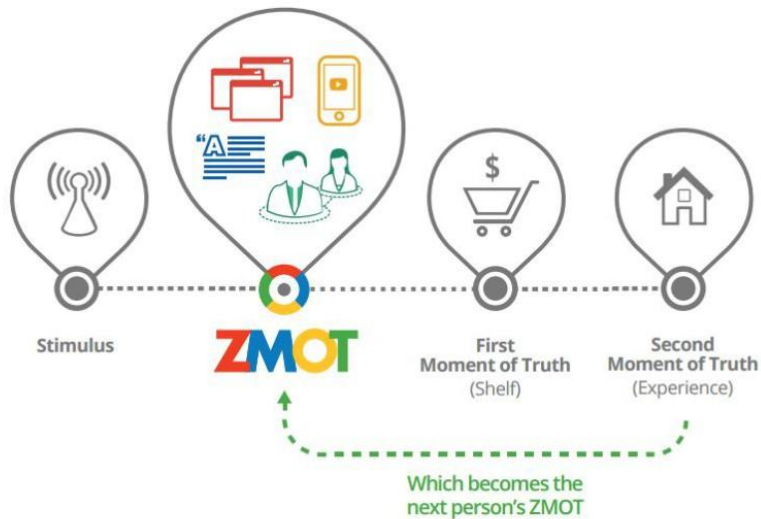 "A
$
Stimulus
ZMOT
First
Moment of Truth
(Shelf)
Second
Moment of Truth
(Experience)
Which becomes the
next person's ZMOT